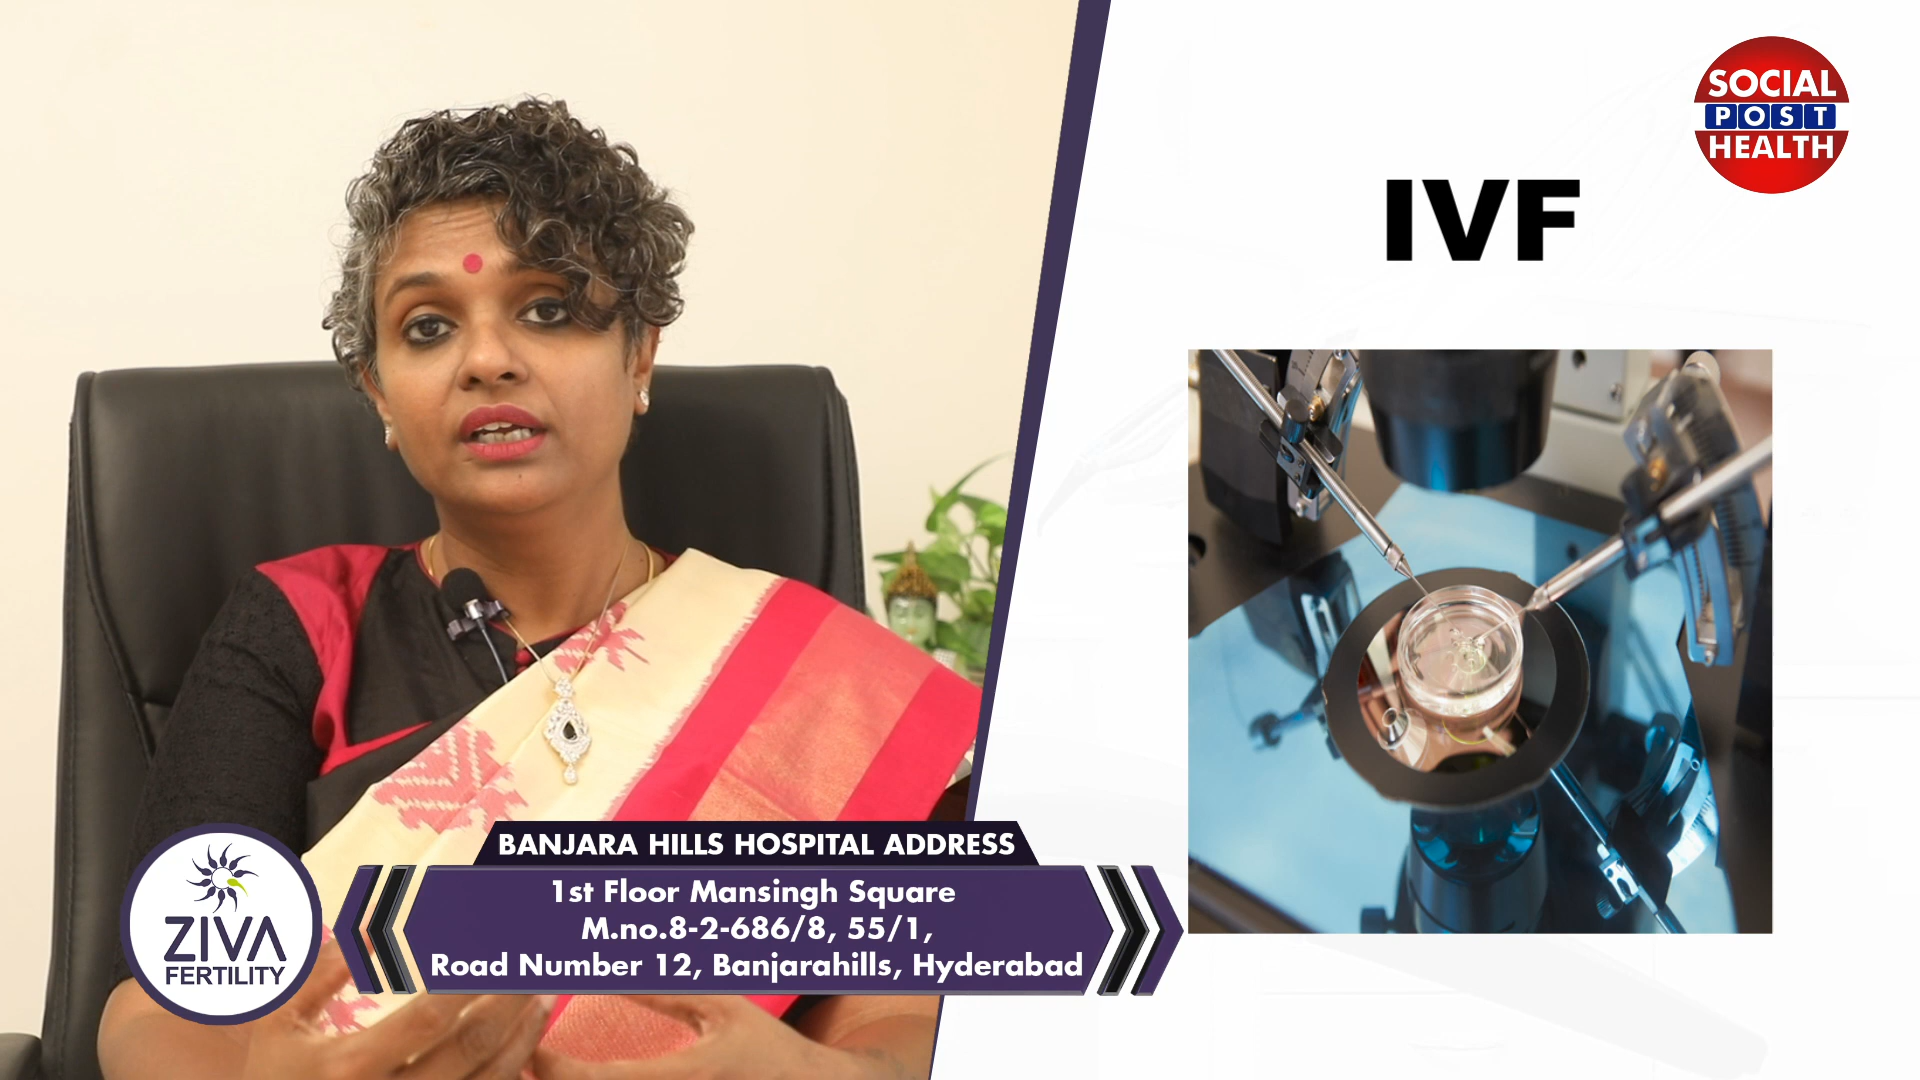 SOCIAL
POST
HEALTH
IVF
BANJARA HILLS HOSPITAL ADDRESS
1st Floor Mansingh Square
M.no.8-2-686/8, 55/1,
Road Number 12, Banjarahills, Hyderabad
ZIVA
FERTILITY